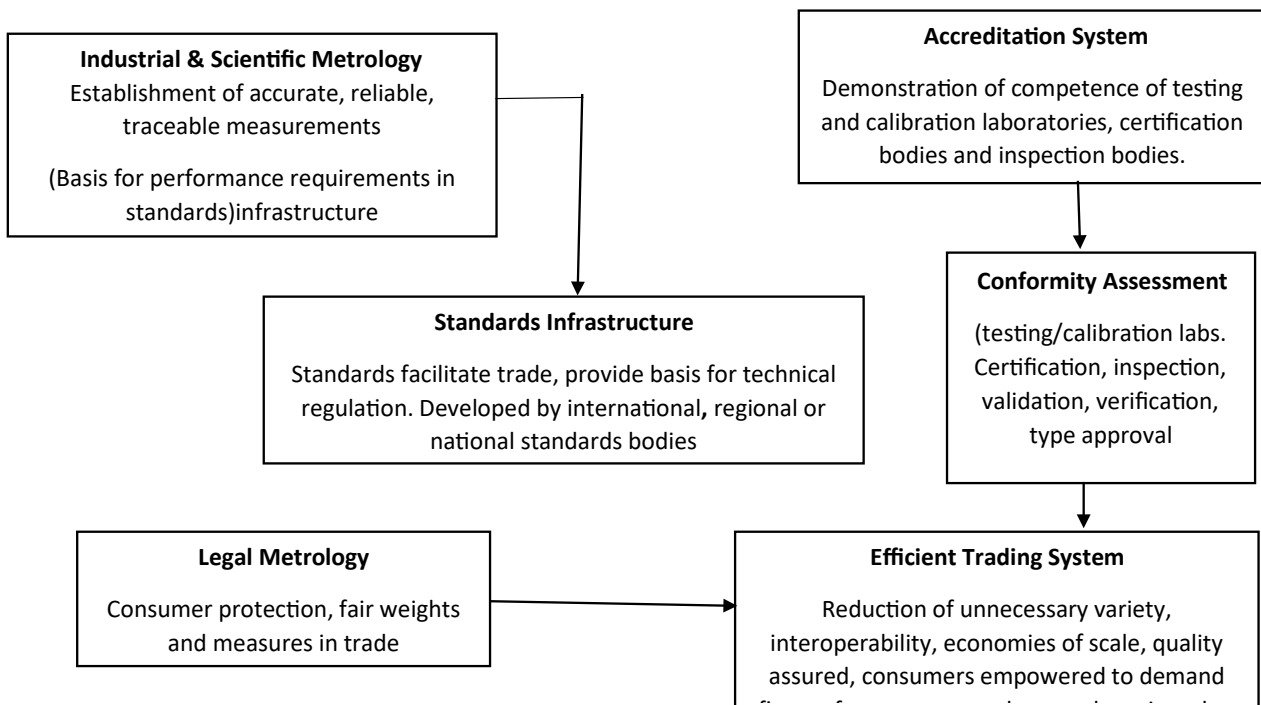 Industrial & Scientific Metrology
Establishment of accurate, reliable,
traceable measurements
(Basis for performance requirements in
standards)infrastructure
Accreditation System
Demonstration of competence of testing
and calibration laboratories, certification
bodies and inspection bodies.
Standards Infrastructure
Standards facilitate trade, provide basis for technical
regulation. Developed by international, regional or
national standards bodies
Conformity Assessment
(testing/calibration labs.
Certification, inspection,
validation, verification,
type approval
Legal Metrology
Consumer protection, fair weights
and measures in trade
Efficient Trading System
Reduction of unnecessary variety,
interoperability, economies of scale, quality
assured, consumers empowered to demand